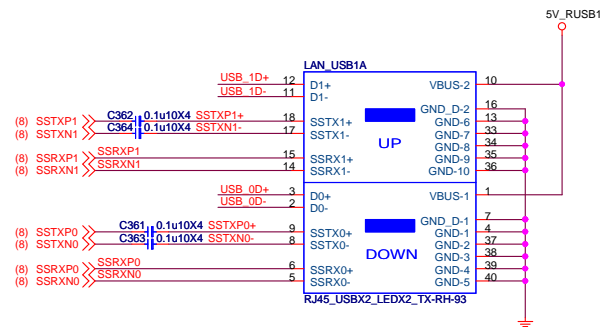 5V_RUSB1
LAN_USB1A
USB_1D+ 12 D1+ VBUS-2 10
USB_1D- 11 D1-
GND_D-2 16
(8) SSTXP1 C362 0.1u10X4 SSTXP1+ 18 SSTX1+ GND-6 13
(8) SSTXN1 C364 0.1u10X4 SSTXN1- 17 SSTX1- GND-7 33
UP GND-8 34
(8) SSRXP1 SSRXP1 15 SSRX1+ GND-9 35
(8) SSRXN1 SSRXN1 14 SSRX1- GND-10 36
USB_0D+ 3 D0+ VBUS-1 1
USB_0D- 2 D0-
GND_D-1 7
(8) SSTXP0 C361 0.1u10X4 SSTXP0+ 9 SSTX0+ GND-1 4
(8) SSTXN0 C363 0.1u10X4 SSTXN0- 8 SSTX0- GND-2 37
DOWN GND-3 38
(8) SSRXP0 SSRXP0 6 SSRX0+ GND-4 39
(8) SSRXN0 SSRXN0 5 SSRX0- GND-5 40
RJ45_USBX2_LEDX2_TX-RH-93